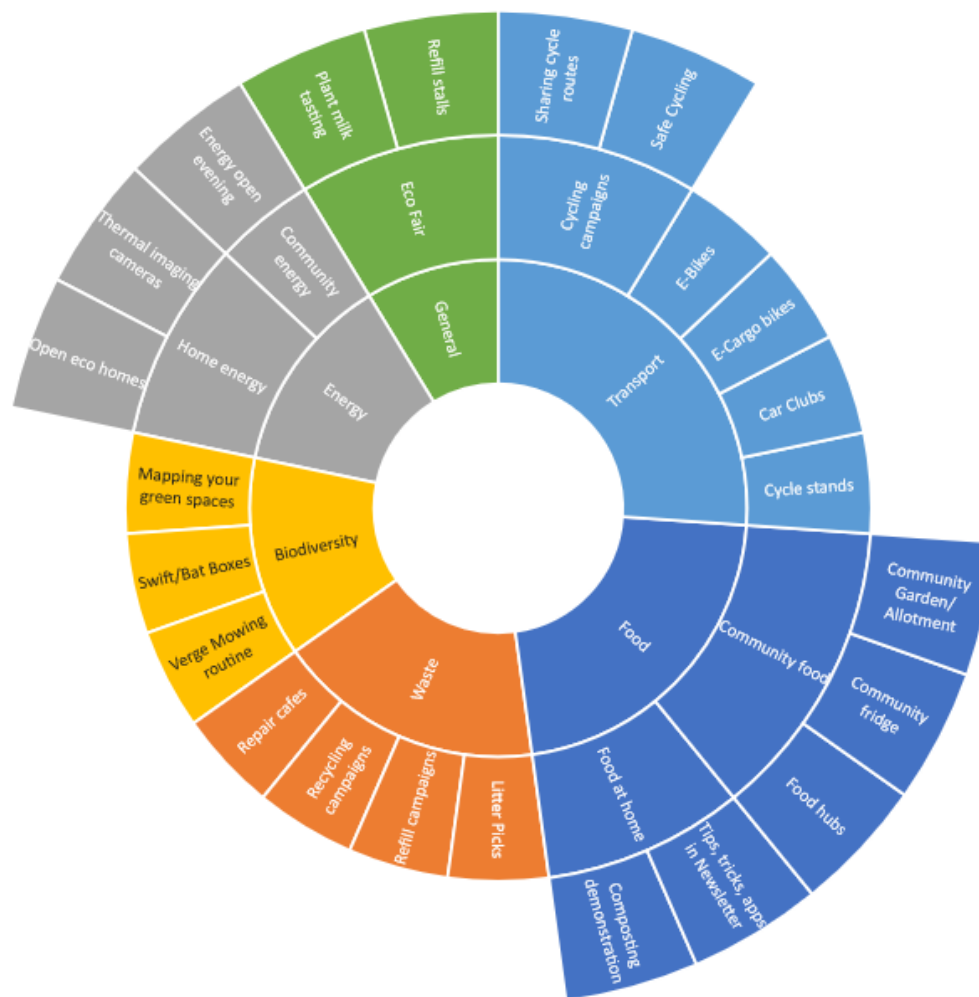 Transport
Cycling
campaigns
Sharing cycle
routes
Safe Cycling
E-Bikes
E-Cargo bikes
Car Clubs
Cycle stands
Food
Community food
Community
Garden/
Allotment
Community
fridge
Food hubs
Food at home
Tips, tricks, apps
in Newsletter
Composting
demonstration
Waste
Litter Picks
Refill campaigns
Recycling
campaigns
Repair cafes
Biodiversity
Verge Mowing
routine
Swift/Bat Boxes
Mapping your
green spaces
Energy
Home energy
Open eco homes
Thermal imaging
cameras
Community
energy
Energy open
evening
General
Eco Fair
Plant milk
tasting
Refill stalls